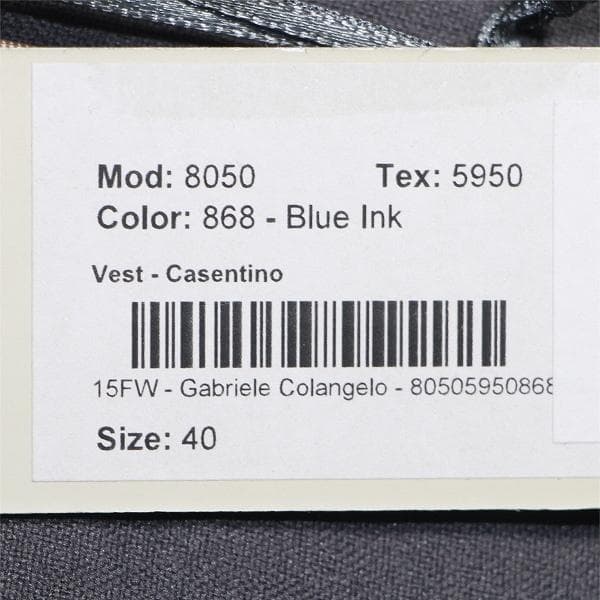 Mod: 8050 Tex: 5950
Color: 868 - Blue Ink
Vest - Casentino
15FW - Gabriele Colangelo - 80505950868
Size: 40